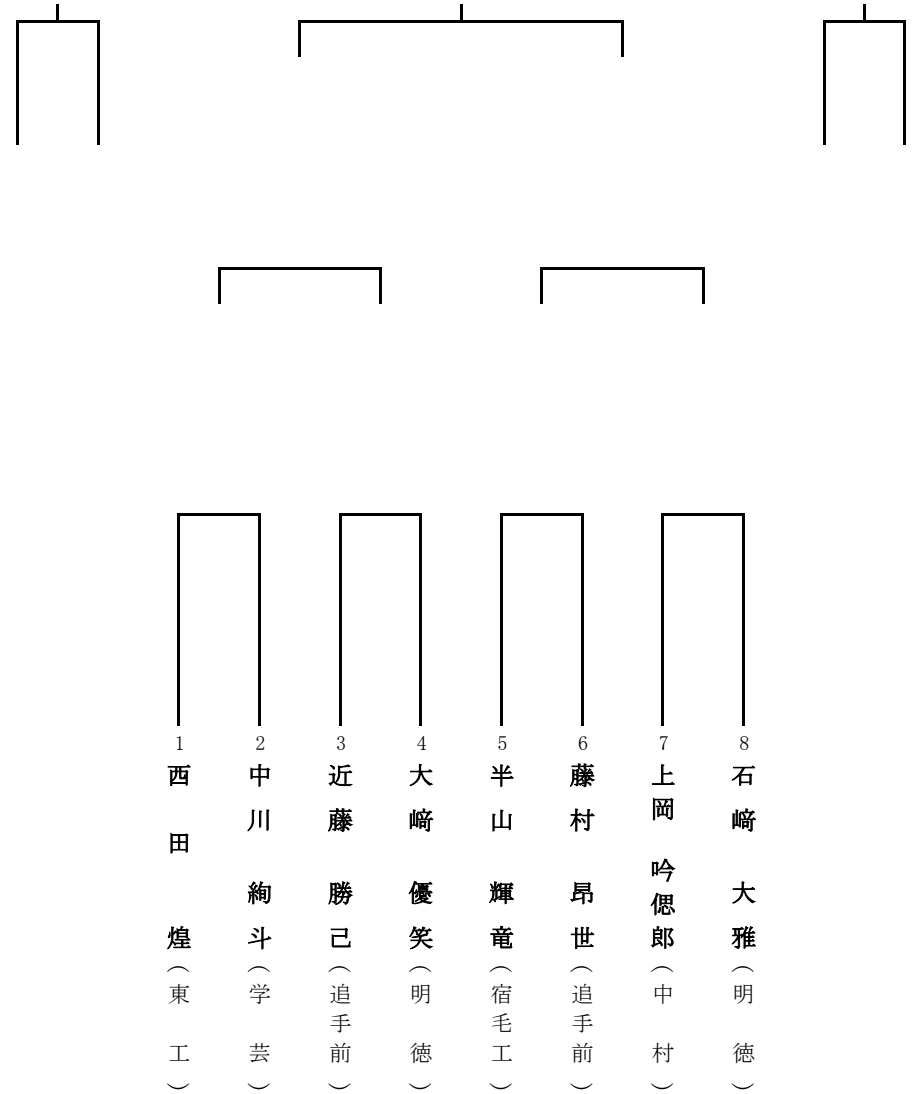 1 西田 煌（東工）
2 中川 絢斗（学芸）
3 近藤 勝己（追手前）
4 大﨑 優笑（明徳）
5 半山 輝竜（宿毛工）
6 藤村 昂世（追手前）
7 上岡 吟偲郎（中村）
8 石﨑 大雅（明徳）